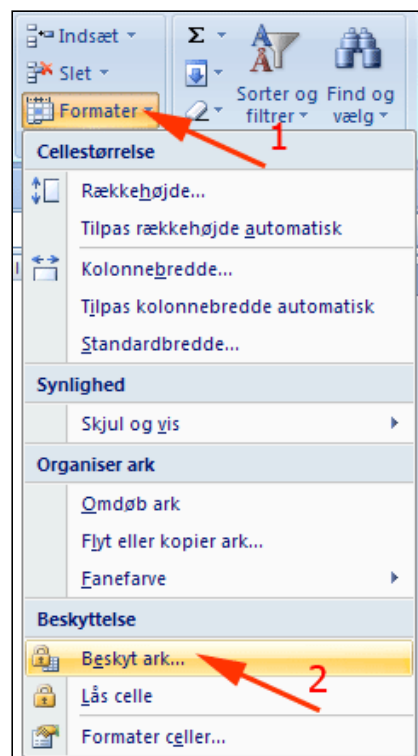 Indsæt
Slet
Formater
Σ
Sorter og
filtrer
Find og
vælg
1
Cellestørrelse
Rækkehøjde...
Tilpas rækkehøjde automatisk
Kolonnebredde...
Tilpas kolonnebredde automatisk
Standardbredde...
Synlighed
Skjul og vis
Organiser ark
Omdøb ark
Flyt eller kopier ark...
Fanefarve
Beskyttelse
Beskyt ark...
2
Lås celle
Formater celler...